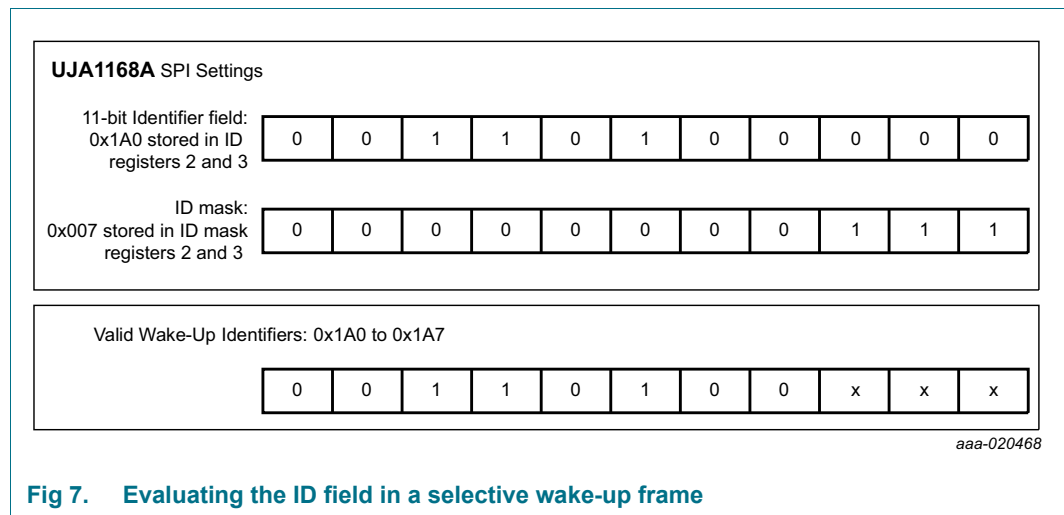 UJA1168A SPI Settings
11-bit Identifier field:
0x1A0 stored in ID
registers 2 and 3
0 0 1 1 0 1 0 0 0 0 0
ID mask:
0x007 stored in ID mask
registers 2 and 3
0 0 0 0 0 0 0 0 1 1 1
Valid Wake-Up Identifiers: 0x1A0 to 0x1A7
0 0 1 1 0 1 0 0 x x x
aaa-020468
Fig 7. Evaluating the ID field in a selective wake-up frame